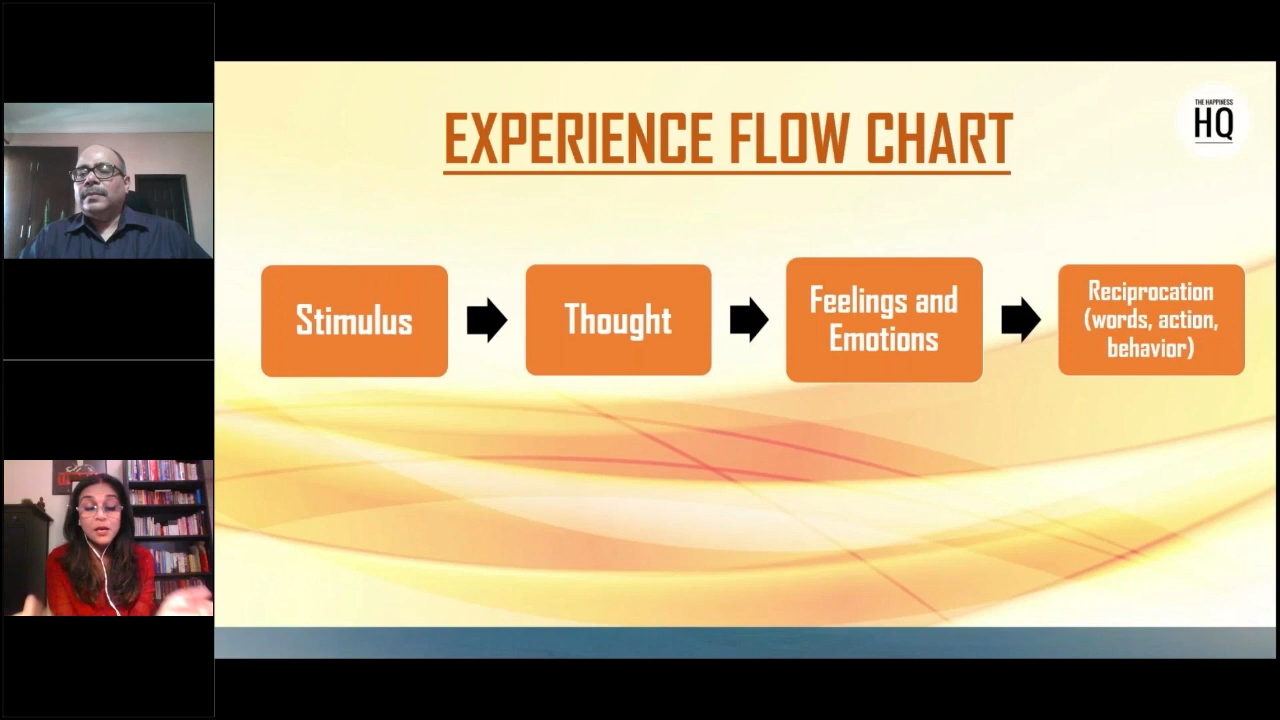 EXPERIENCE FLOW CHART
THE HAPPINESS
HQ
Stimulus
Thought
Feelings and
Emotions
Reciprocation
(words, action,
behavior)